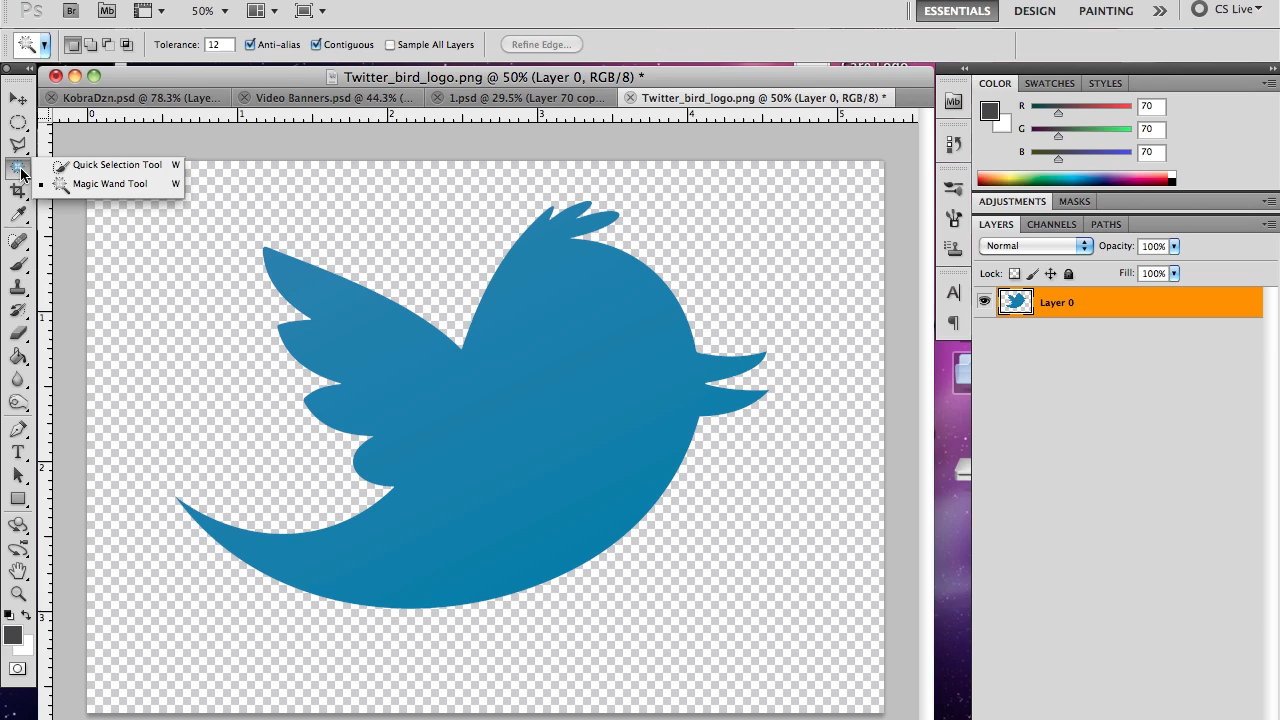 Ps Br Mb 50% ESSENTIALS DESIGN PAINTING CS Live
Tolerance: 12 Anti-alias Contiguous Sample All Layers Refine Edge...
Twitter_bird_logo.png @ 50% (Layer 0, RGB/8) *
KobraDzn.psd @ 78.3% (Laye... Video Banners.psd @ 44.3% (... 1.psd @ 29.5% (Layer 70 cop... Twitter_bird_logo.png @ 50% (Layer 0, RGB/8) *
0 1 2 3 4 5
Quick Selection Tool W
Magic Wand Tool W
1
2
3
T
Mb
A
COLOR SWATCHES STYLES
R 70
G 70
B 70
ADJUSTMENTS MASKS
LAYERS CHANNELS PATHS
Normal Opacity: 100%
Lock: Fill: 100%
Layer 0